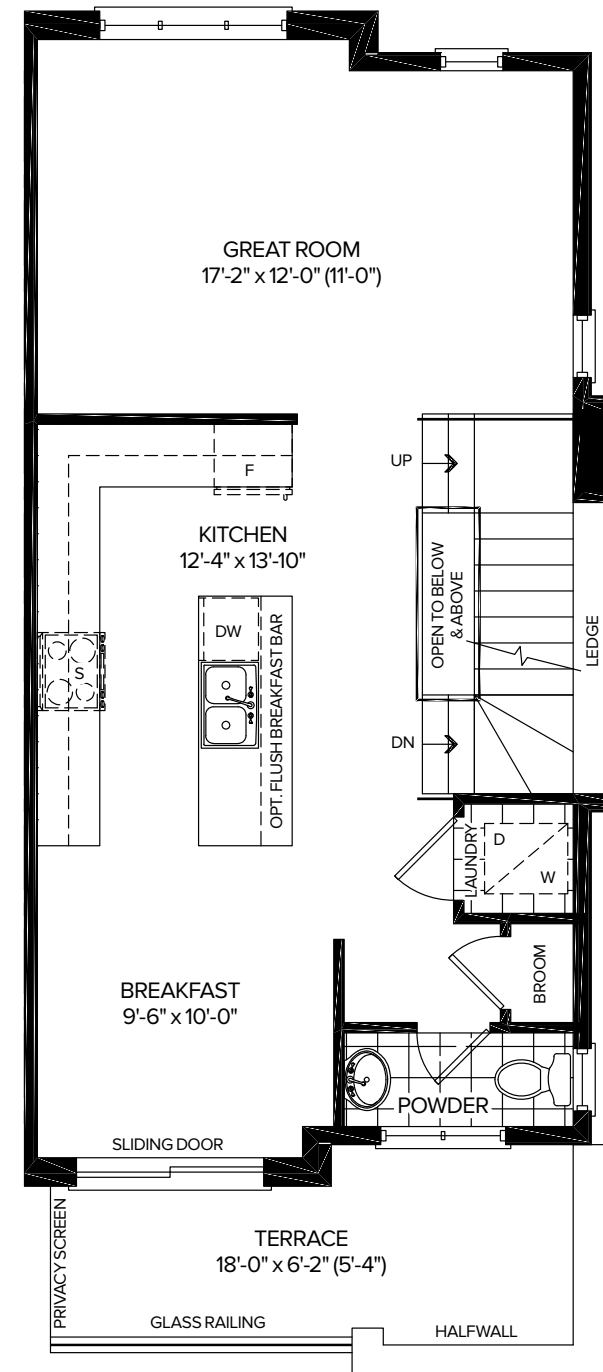 GREAT ROOM
17'-2" x 12'-0" (11'-0")
F
UP
KITCHEN
12'-4" x 13'-10"
OPEN TO BELOW
& ABOVE
LEDGE
DW
S
OPT. FLUSH BREAKFAST BAR
DN
LAUNDRY
D
W
BROOM
BREAKFAST
9'-6" x 10'-0"
POWDER
SLIDING DOOR
PRIVACY SCREEN
TERRACE
18'-0" x 6'-2" (5'-4")
GLASS RAILING
HALFWALL